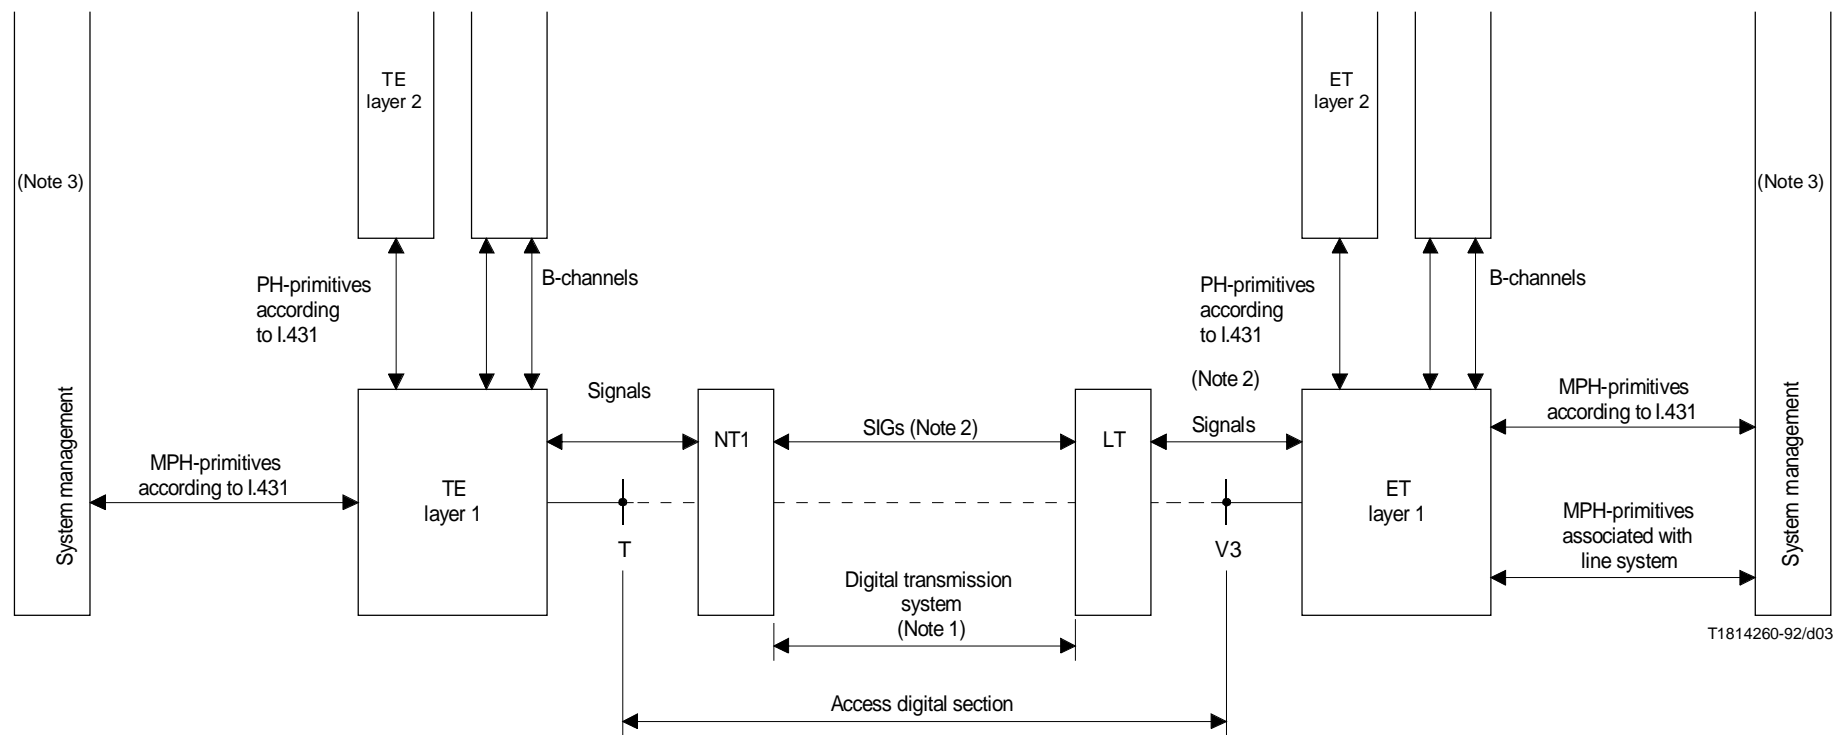 TE
layer 2
ET
layer 2
(Note 3)
(Note 3)
PH-primitives
according
to I.431
B-channels
PH-primitives
according
to I.431
B-channels
System management
Signals
(Note 2)
Signals
MPH-primitives
according to I.431
System management
NT1
SIGs (Note 2)
LT
MPH-primitives
according to I.431
TE
layer 1
ET
layer 1
MPH-primitives
associated with
line system
T
V3
Digital transmission
system
(Note 1)
T1814260-92/d03
Access digital section